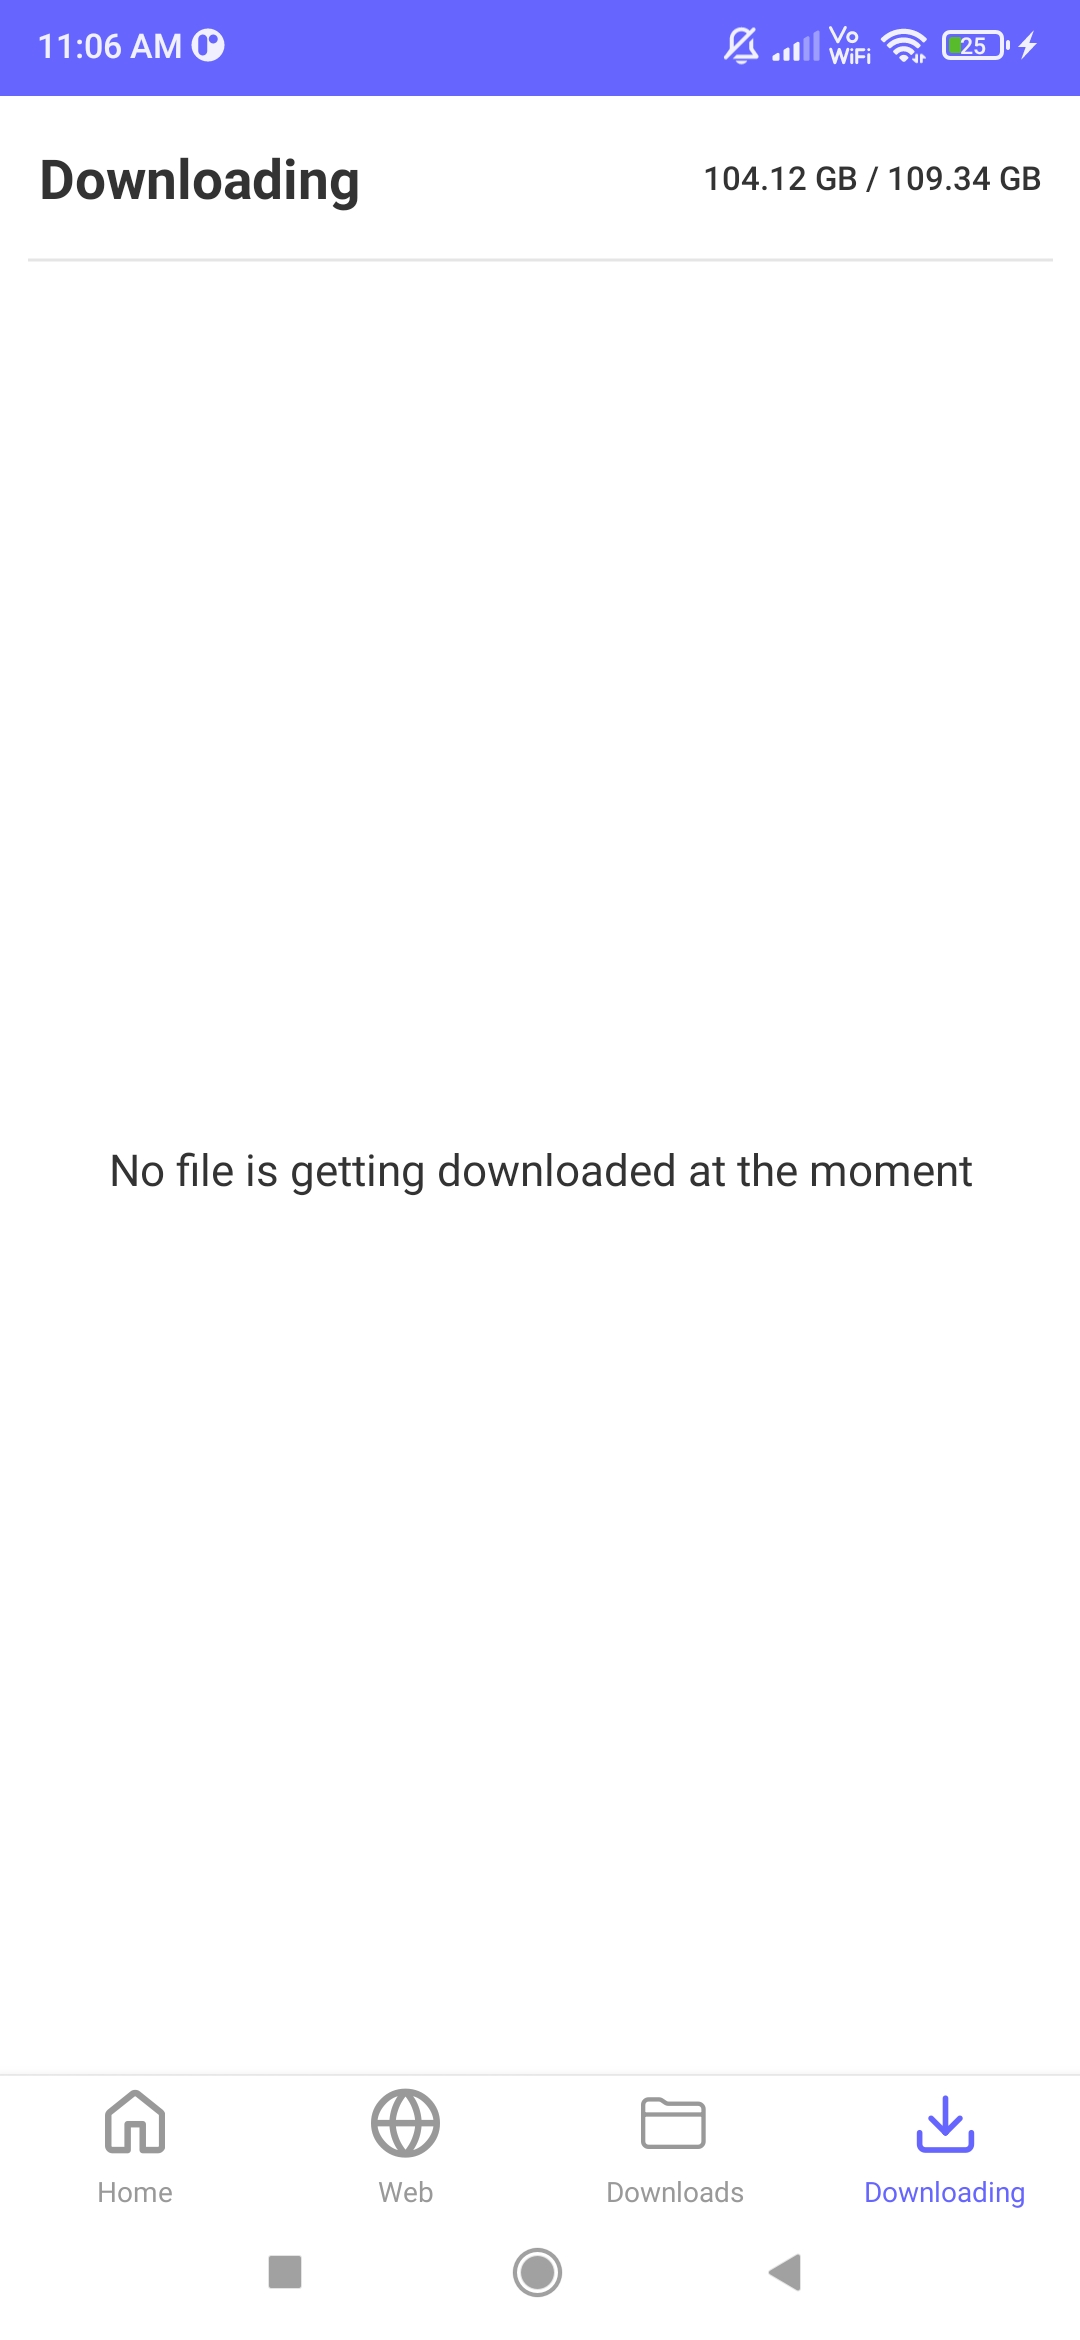 11:06 AM
Vo
WiFi
25
Downloading
104.12 GB / 109.34 GB
No file is getting downloaded at the moment
Home
Web
Downloads
Downloading